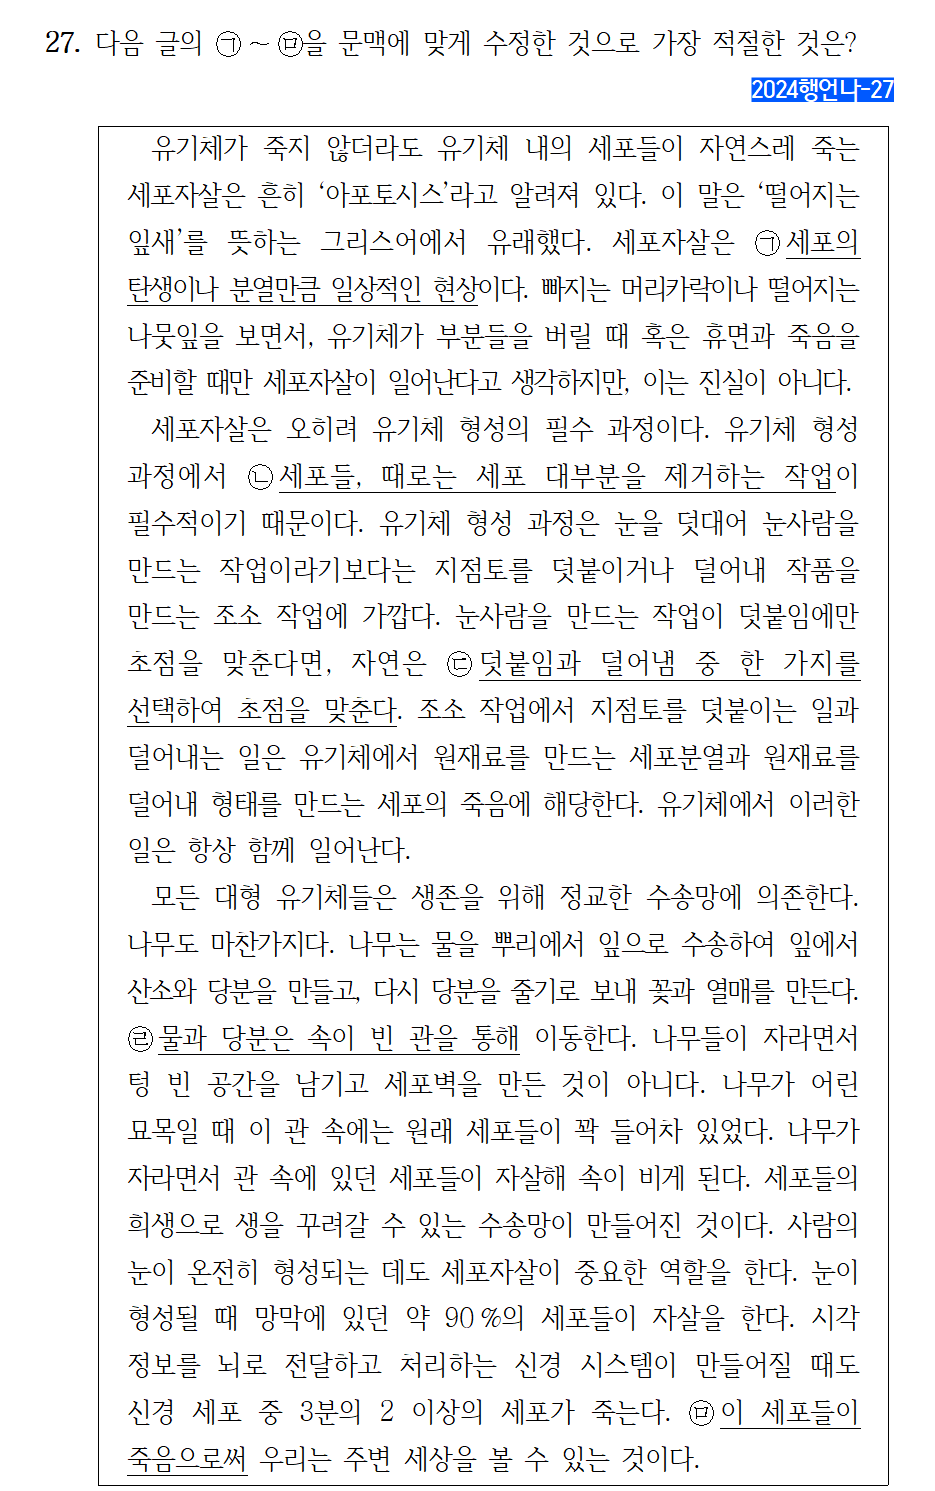 27. 다음 글의 ㉠ ~ ㉤을 문맥에 맞게 수정한 것으로 가장 적절한 것은?
2024행언나-27
유기체가 죽지 않더라도 유기체 내의 세포들이 자연스레 죽는
세포자살은 흔히 ‘아포토시스’라고 알려져 있다. 이 말은 ‘떨어지는
잎새’를 뜻하는 그리스어에서 유래했다. 세포자살은 ㉠세포의
탄생이나 분열만큼 일상적인 현상이다. 빠지는 머리카락이나 떨어지는
나뭇잎을 보면서, 유기체가 부분들을 버릴 때 혹은 휴면과 죽음을
준비할 때만 세포자살이 일어난다고 생각하지만, 이는 진실이 아니다.
세포자살은 오히려 유기체 형성의 필수 과정이다. 유기체 형성
과정에서 ㉡세포들, 때로는 세포 대부분을 제거하는 작업이
필수적이기 때문이다. 유기체 형성 과정은 눈을 덧대어 눈사람을
만드는 작업이라기보다는 지점토를 덧붙이거나 덜어내 작품을
만드는 조소 작업에 가깝다. 눈사람을 만드는 작업이 덧붙임에만
초점을 맞춘다면, 자연은 ㉢덧붙임과 덜어냄 중 한 가지를
선택하여 초점을 맞춘다. 조소 작업에서 지점토를 덧붙이는 일과
덜어내는 일은 유기체에서 원재료를 만드는 세포분열과 원재료를
덜어내 형태를 만드는 세포의 죽음에 해당한다. 유기체에서 이러한
일은 항상 함께 일어난다.
모든 대형 유기체들은 생존을 위해 정교한 수송망에 의존한다.
나무도 마찬가지다. 나무는 물을 뿌리에서 잎으로 수송하여 잎에서
산소와 당분을 만들고, 다시 당분을 줄기로 보내 꽃과 열매를 만든다.
㉣물과 당분은 속이 빈 관을 통해 이동한다. 나무들이 자라면서
텅 빈 공간을 남기고 세포벽을 만든 것이 아니다. 나무가 어린
묘목일 때 이 관 속에는 원래 세포들이 꽉 들어차 있었다. 나무가
자라면서 관 속에 있던 세포들이 자살해 속이 비게 된다. 세포들의
희생으로 생을 꾸려갈 수 있는 수송망이 만들어진 것이다. 사람의
눈이 온전히 형성되는 데도 세포자살이 중요한 역할을 한다. 눈이
형성될 때 망막에 있던 약 90%의 세포들이 자살을 한다. 시각
정보를 뇌로 전달하고 처리하는 신경 시스템이 만들어질 때도
신경 세포 중 3분의 2 이상의 세포가 죽는다. ㉤이 세포들이
죽음으로써 우리는 주변 세상을 볼 수 있는 것이다.